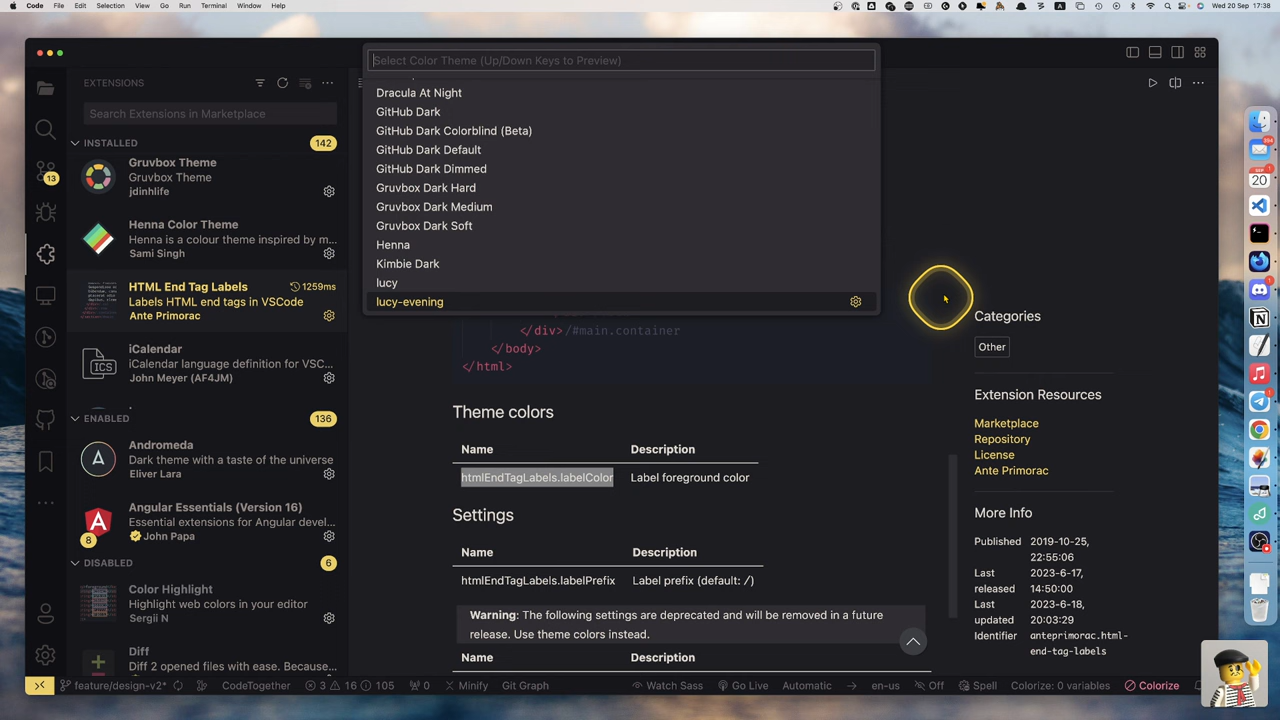 Code File Edit Selection View Go Run Terminal Window Help
Wed 20 Sep 17:38
Select Color Theme (Up/Down Keys to Preview)
Dracula At Night
GitHub Dark
GitHub Dark Colorblind (Beta)
GitHub Dark Default
GitHub Dark Dimmed
Gruvbox Dark Hard
Gruvbox Dark Medium
Gruvbox Dark Soft
Henna
Kimbie Dark
lucy
lucy-evening
EXTENSIONS
Search Extensions in Marketplace
INSTALLED 142
Gruvbox Theme
Gruvbox Theme
jdinhlife
Henna Color Theme
Henna is a colour theme inspired by m...
Sami Singh
HTML End Tag Labels 1259ms
Labels HTML end tags in VSCode
Ante Primorac
iCalendar
iCalendar language definition for VSC...
John Meyer (AF4JM)
ICS
ENABLED 136
Andromeda
Dark theme with a taste of the universe
Eliver Lara
A
Angular Essentials (Version 16)
Essential extensions for Angular devel...
John Papa
8
DISABLED 6
Color Highlight
Highlight web colors in your editor
Sergii N
Diff
Diff 2 opened files with ease. Because...
13
</div>/#main.container
</body>
</html>
Theme colors
Name Description
htmlEndTagLabels.labelColor Label foreground color
Settings
Name Description
htmlEndTagLabels.labelPrefix Label prefix (default: /)
Warning: The following settings are deprecated and will be removed in a future
release. Use theme colors instead.
Name Description
Categories
Other
Extension Resources
Marketplace
Repository
License
Ante Primorac
More Info
Published 2019-10-25,
22:55:06
Last 2023-6-17,
released 14:50:00
Last 2023-6-18,
updated 20:03:29
Identifier anteprimorac.html-
end-tag-labels
SEP
20
feature/design-v2* CodeTogether 3 16 105 0 Minify Git Graph Watch Sass Go Live Automatic en-us Off Spell Colorize: 0 variables Colorize